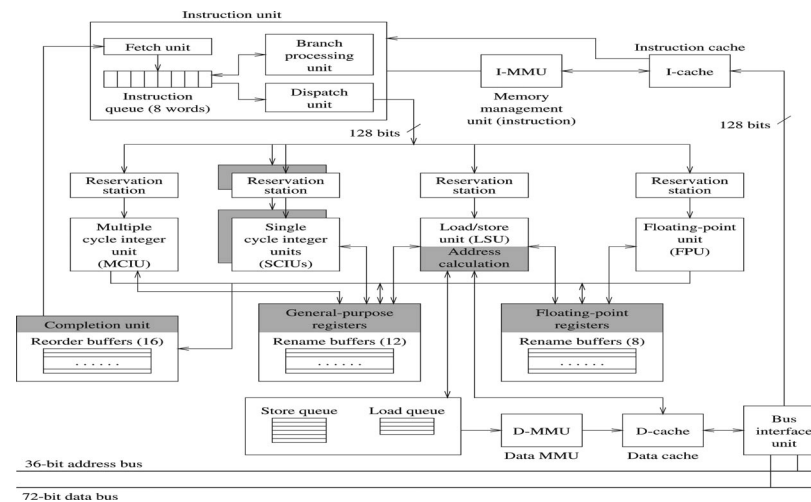 Instruction unit
Fetch unit
Branch
processing
unit
Instruction
queue (8 words)
Dispatch
unit
I-MMU
Memory
management
unit (instruction)
Instruction cache
I-cache
128 bits
128 bits
Reservation
station
Reservation
station
Reservation
station
Reservation
station
Multiple
cycle integer
unit
(MCIU)
Single
cycle integer
units
(SCIUs)
Load/store
unit (LSU)
Address
calculation
Floating-point
unit
(FPU)
Completion unit
Reorder buffers (16)
. . . . . .
General-purpose
registers
Rename buffers (12)
. . . . . .
Floating-point
registers
Rename buffers (8)
. . . . . .
Store queue
Load queue
D-MMU
Data MMU
D-cache
Data cache
Bus
interface
unit
36-bit address bus
72-bit data bus